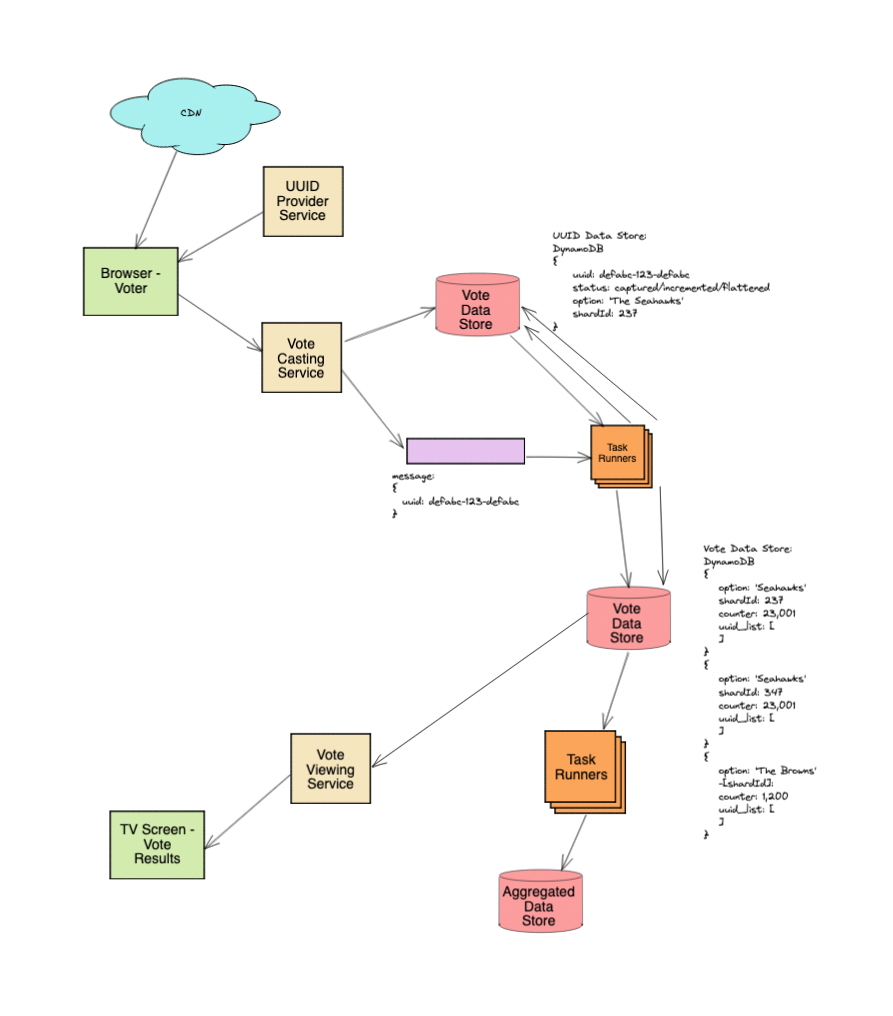 CDN
UUID
Provider
Service
Browser -
Voter
UUID Data Store:
DynamoDB
{
uuid: defabc-123-defabc
status: captured/incremented/flattened
option: 'The Seahawks'
shardId: 237
}
Vote
Data
Store
Vote
Casting
Service
Task
Runners
message:
{
uuid: defabc-123-defabc
}
Vote Data Store:
DynamoDB
{
option: 'Seahawks'
shardId: 237
counter: 23,001
uuid_list: [
]
}
{
option: 'Seahawks'
shardId: 347
counter: 23,001
uuid_list: [
]
}
{
option: 'The Browns'
-[shardId]:
counter: 1,200
uuid_list: [
]
}
Vote
Data
Store
Vote
Viewing
Service
Task
Runners
TV Screen -
Vote
Results
Aggregated
Data
Store